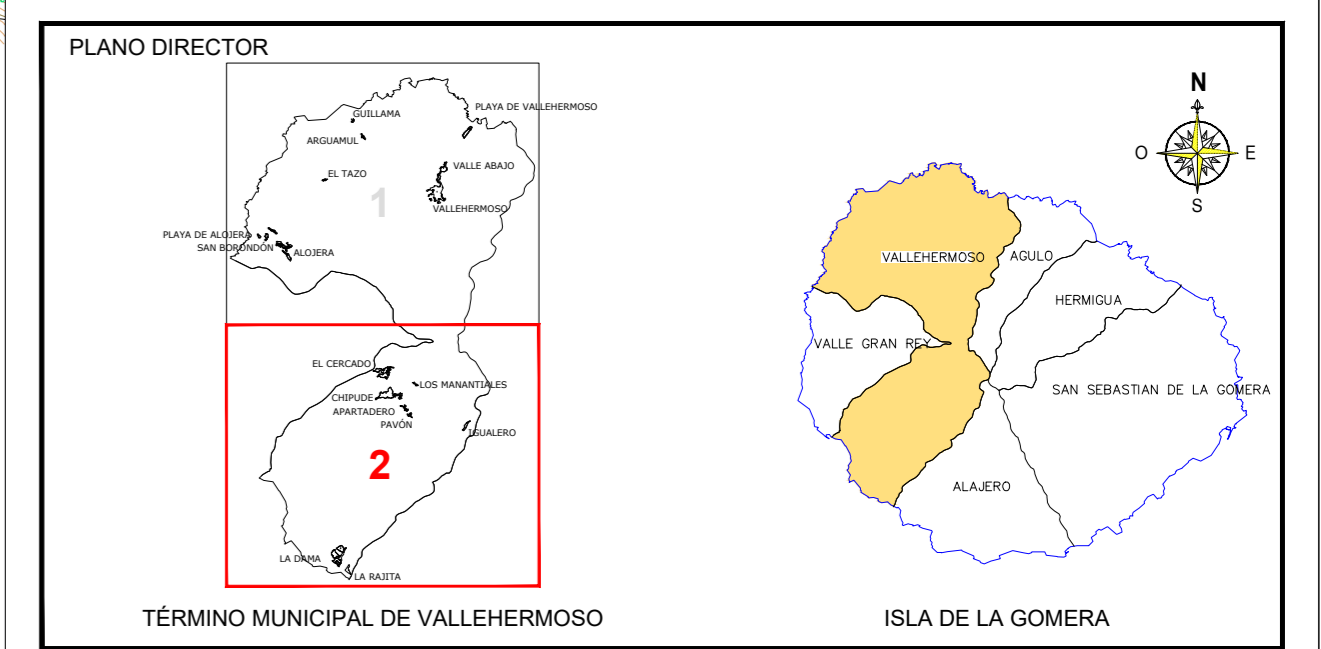 PLANO DIRECTOR
GUILLAMA
PLAYA DE VALLEHERMOSO
ARGUAMUL
VALLE ABAJO
EL TAZO
1
VALLEHERMOSO
PLAYA DE ALOJERA
SAN BORONDÓN
ALOJERA
EL CERCADO
LOS MANANTIALES
CHIPUDE
APARTADERO
PAVÓN
IGUALERO
2
LA DAMA
LA RAJITA
TÉRMINO MUNICIPAL DE VALLEHERMOSO
N
O
E
S
VALLEHERMOSO
AGULO
HERMIGUA
VALLE GRAN REY
SAN SEBASTIAN DE LA GOMERA
ALAJERO
ISLA DE LA GOMERA